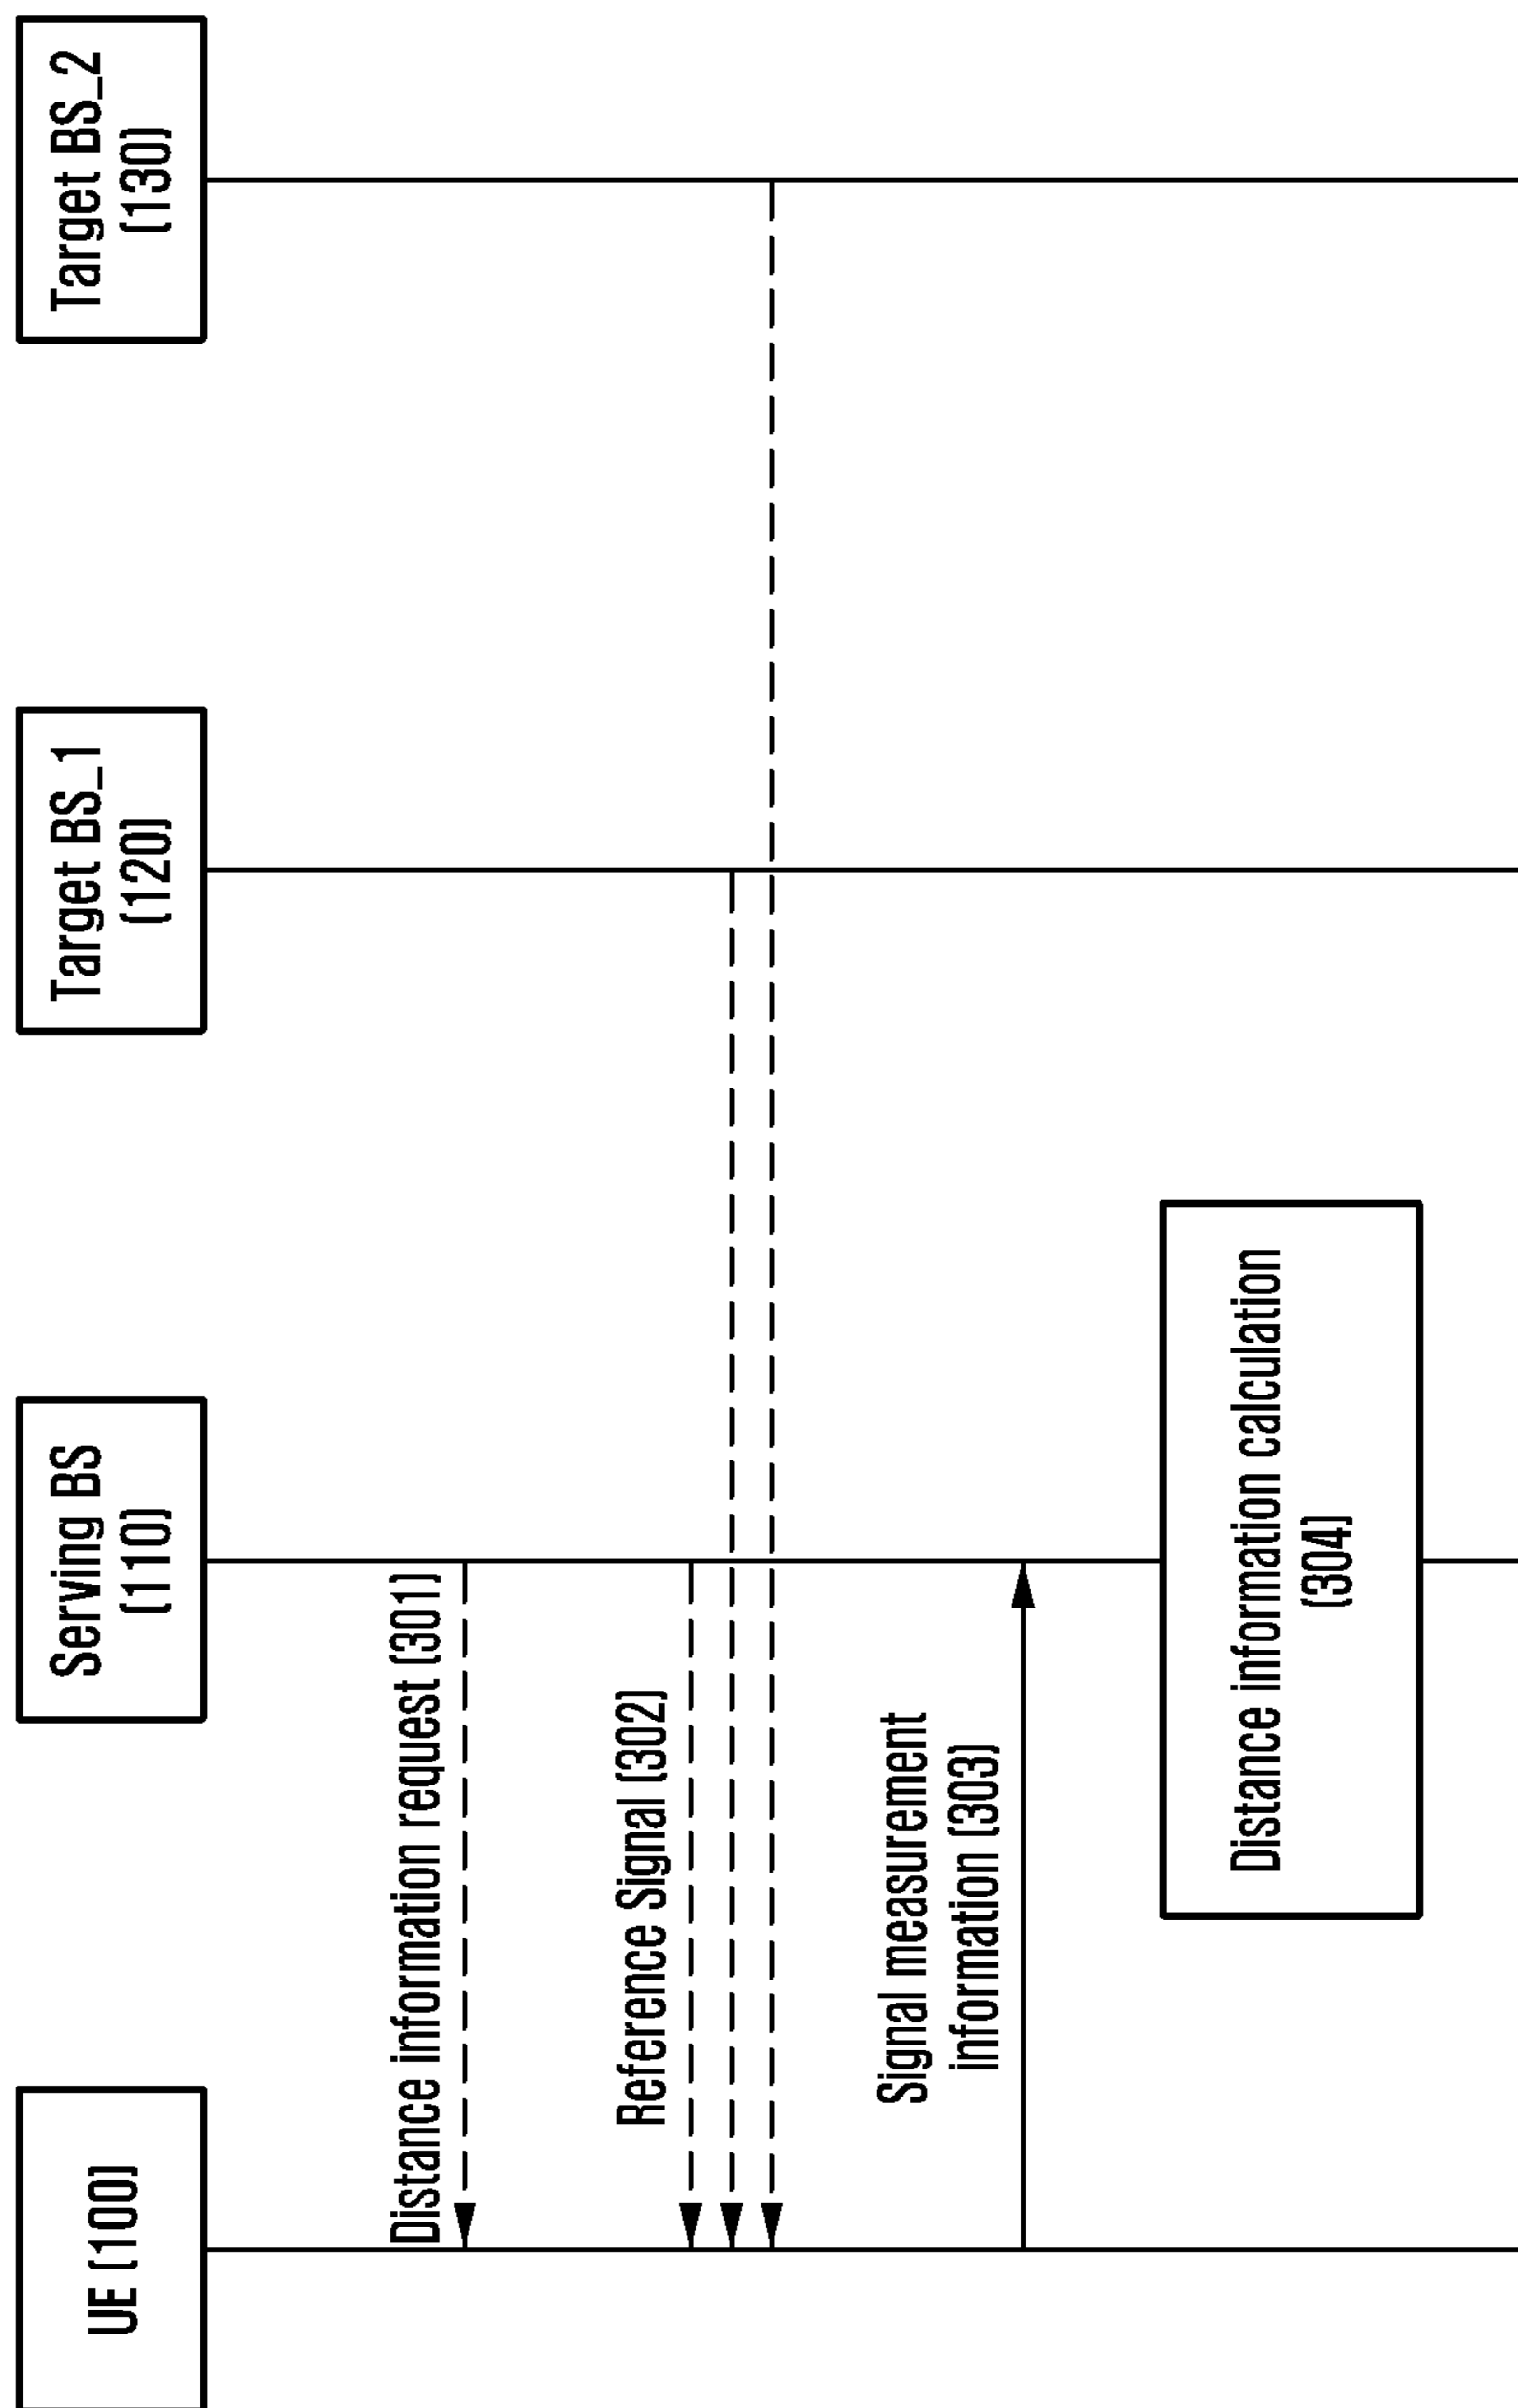 UE (100)
Serving BS
(110)
Target BS_1
(120)
Target BS_2
(130)
Distance information request (301)
Reference Signal (302)
Signal measurement
information (303)
Distance information calculation
(304)